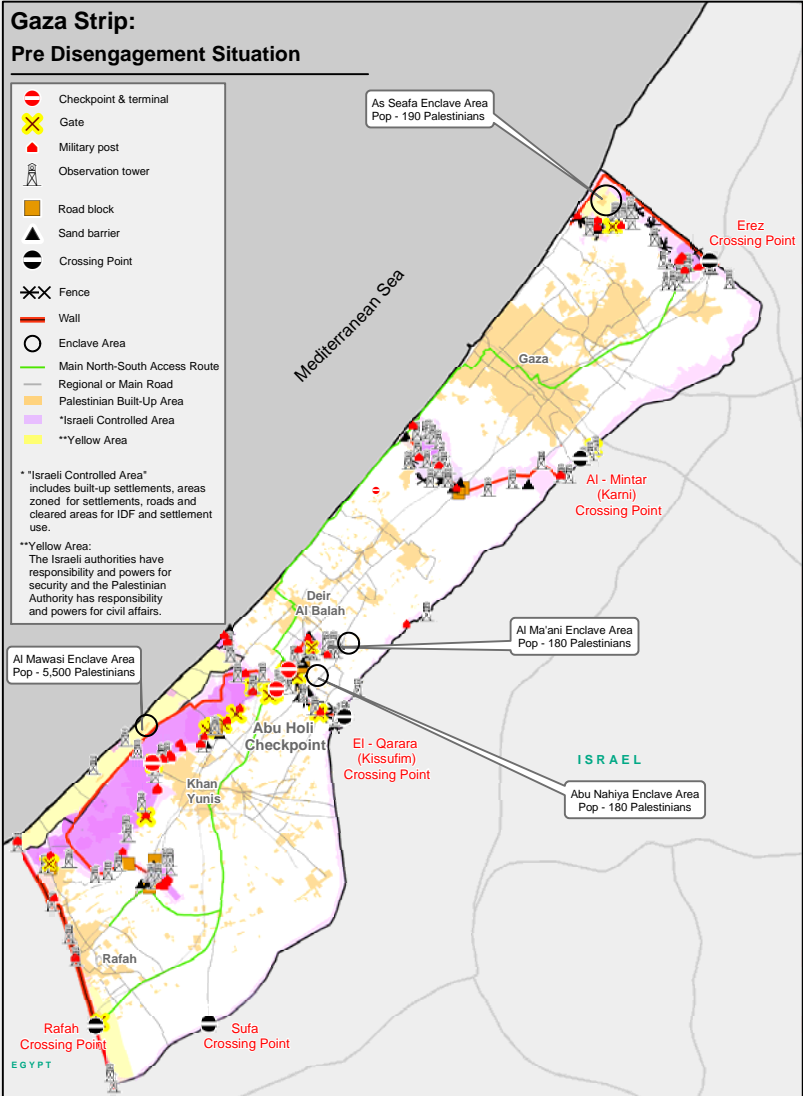 Gaza Strip:
Pre Disengagement Situation
Checkpoint & terminal
Gate
Military post
Observation tower
Road block
Sand barrier
Crossing Point
Fence
Wall
Enclave Area
Main North-South Access Route
Regional or Main Road
Palestinian Built-Up Area
*Israeli Controlled Area
**Yellow Area
* "Israeli Controlled Area"
includes built-up settlements, areas
zoned for settlements, roads and
cleared areas for IDF and settlement
use.
**Yellow Area:
The Israeli authorities have
responsibility and powers for
security and the Palestinian
Authority has responsibility
and powers for civil affairs.
As Seafa Enclave Area
Pop - 190 Palestinians
Erez
Crossing Point
Mediterranean Sea
Gaza
Al - Mintar
(Karni)
Crossing Point
Deir
Al Balah
Al Ma'ani Enclave Area
Pop - 180 Palestinians
Al Mawasi Enclave Area
Pop - 5,500 Palestinians
Abu Holi
Checkpoint
El - Qarara
(Kissufim)
Crossing Point
ISRAEL
Khan
Yunis
Abu Nahiya Enclave Area
Pop - 180 Palestinians
Rafah
Rafah
Crossing Point
Sufa
Crossing Point
EGYPT